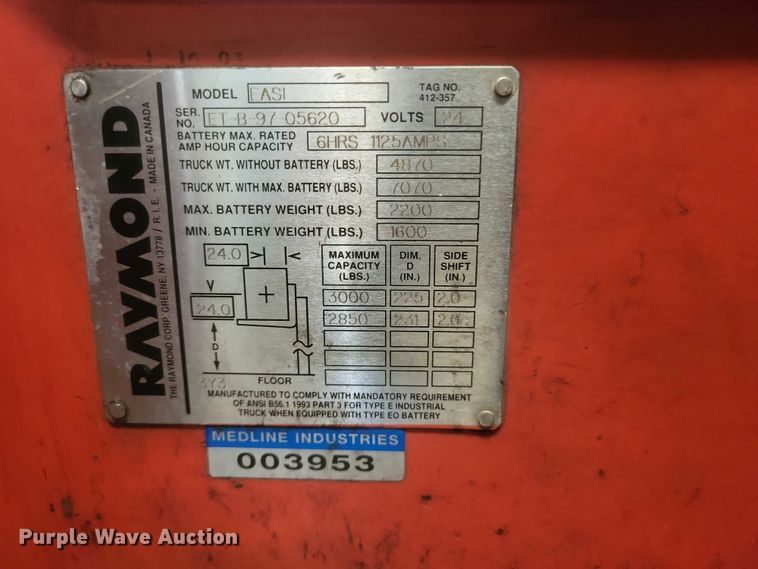 RAYMOND
THE RAYMOND CORP. GREENE, NY 13778 / R.I.E. - MADE IN CANADA
MODEL EASI
TAG NO.
412-357
SER. NO. ET-B-97-05620 VOLTS 24
BATTERY MAX. RATED
AMP HOUR CAPACITY 6HRS 1125AMPS
TRUCK WT. WITHOUT BATTERY (LBS.) 4870
TRUCK WT. WITH MAX. BATTERY (LBS.) 7070
MAX. BATTERY WEIGHT (LBS.) 2200
MIN. BATTERY WEIGHT (LBS.) 1600
24.0
24.0
D
3Y3
FLOOR
MAXIMUM CAPACITY (LBS.) DIM. D (IN.) SIDE SHIFT (IN.)
3000 225 2.0
2850 231 2.0
MANUFACTURED TO COMPLY WITH MANDATORY REQUIREMENT
OF ANSI B56.1 1993 PART 3 FOR TYPE E INDUSTRIAL
TRUCK WHEN EQUIPPED WITH TYPE EO BATTERY
MEDLINE INDUSTRIES
003953
Purple Wave Auction